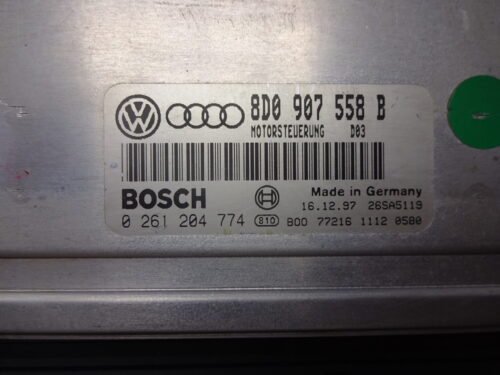 8D0 907 558 B
MOTORSTEUERUNG D03
BOSCH
Made in Germany
16.12.97 26SA5119
0 261 204 774 810 B00 77216 1112 0580